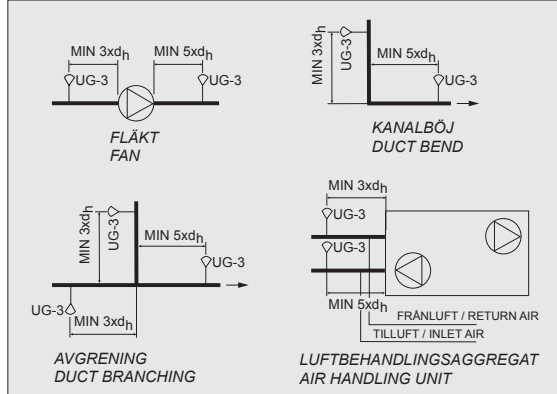 MIN 3xdh
MIN 5xdh
UG-3
UG-3
FLÄKT
FAN
MIN 3xdh
UG-3
MIN 5xdh
UG-3
KANALBÖJ
DUCT BEND
MIN 3xdh
UG-3
MIN 5xdh
UG-3
UG-3
MIN 3xdh
AVGRENING
DUCT BRANCHING
MIN 3xdh
UG-3
UG-3
MIN 5xdh
FRÅNLUFT / RETURN AIR
TILLUFT / INLET AIR
LUFTBEHANDLINGSAGGREGAT
AIR HANDLING UNIT